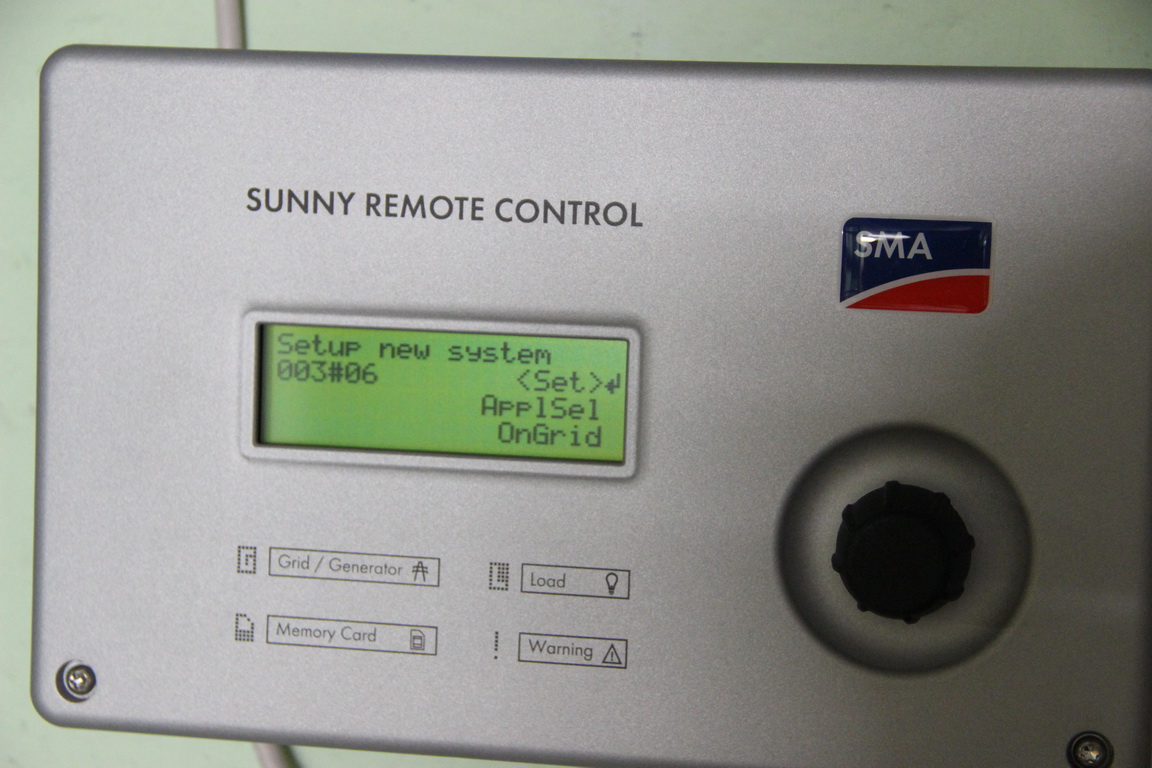 SUNNY REMOTE CONTROL
SMA
Setup new system
003#06 <Set>↲
ApplSel
OnGrid
Grid / Generator
Load
Memory Card
! Warning